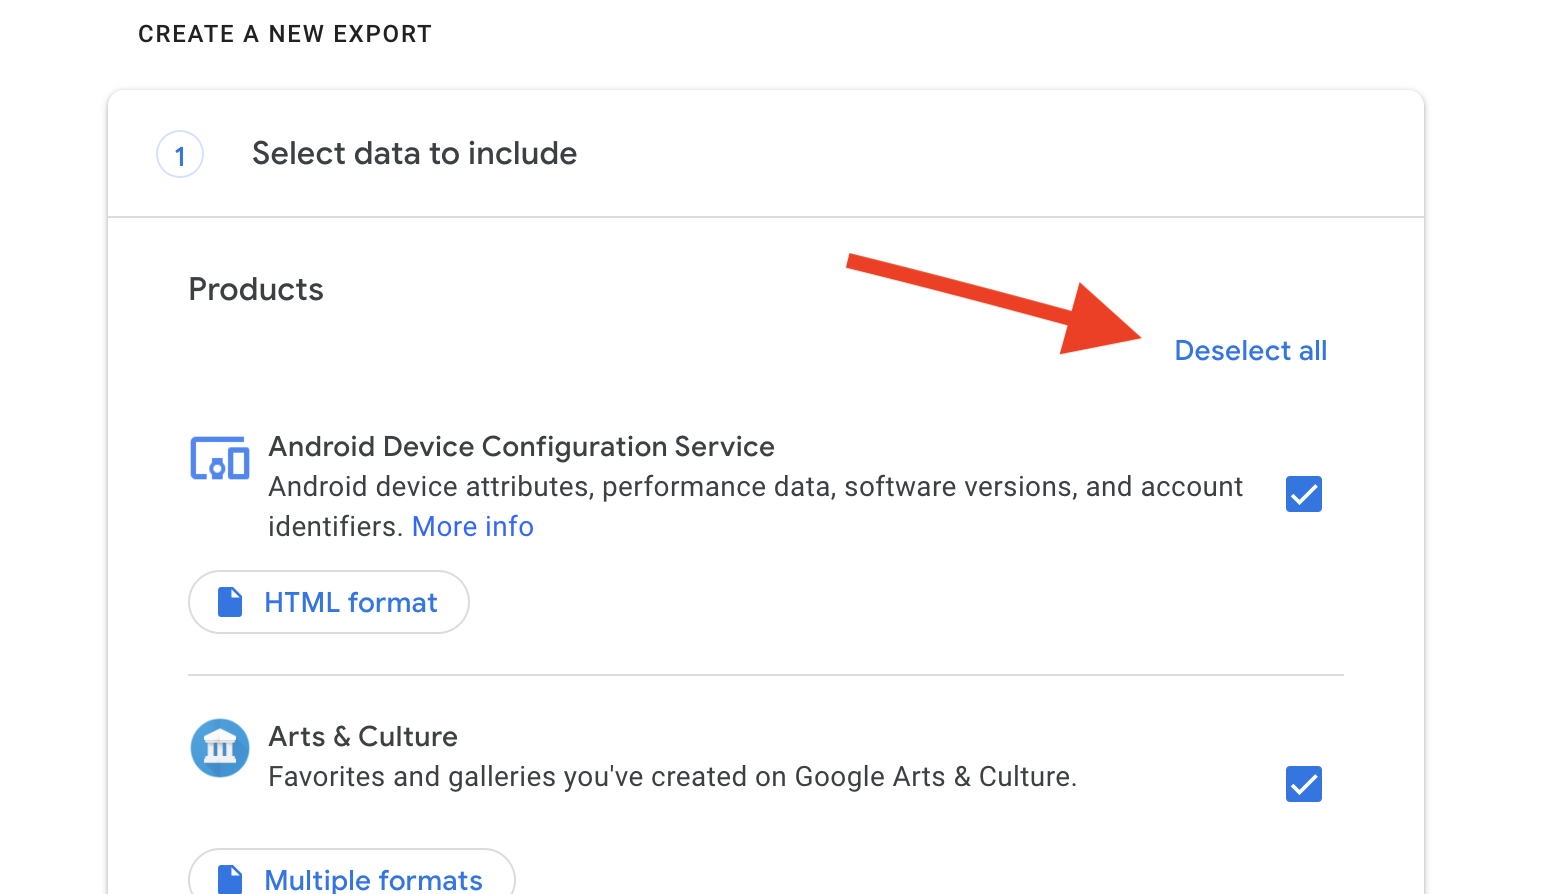 CREATE A NEW EXPORT
1 Select data to include
Products
Deselect all
Android Device Configuration Service
Android device attributes, performance data, software versions, and account
identifiers. More info
HTML format
Arts & Culture
Favorites and galleries you've created on Google Arts & Culture.
Multiple formats